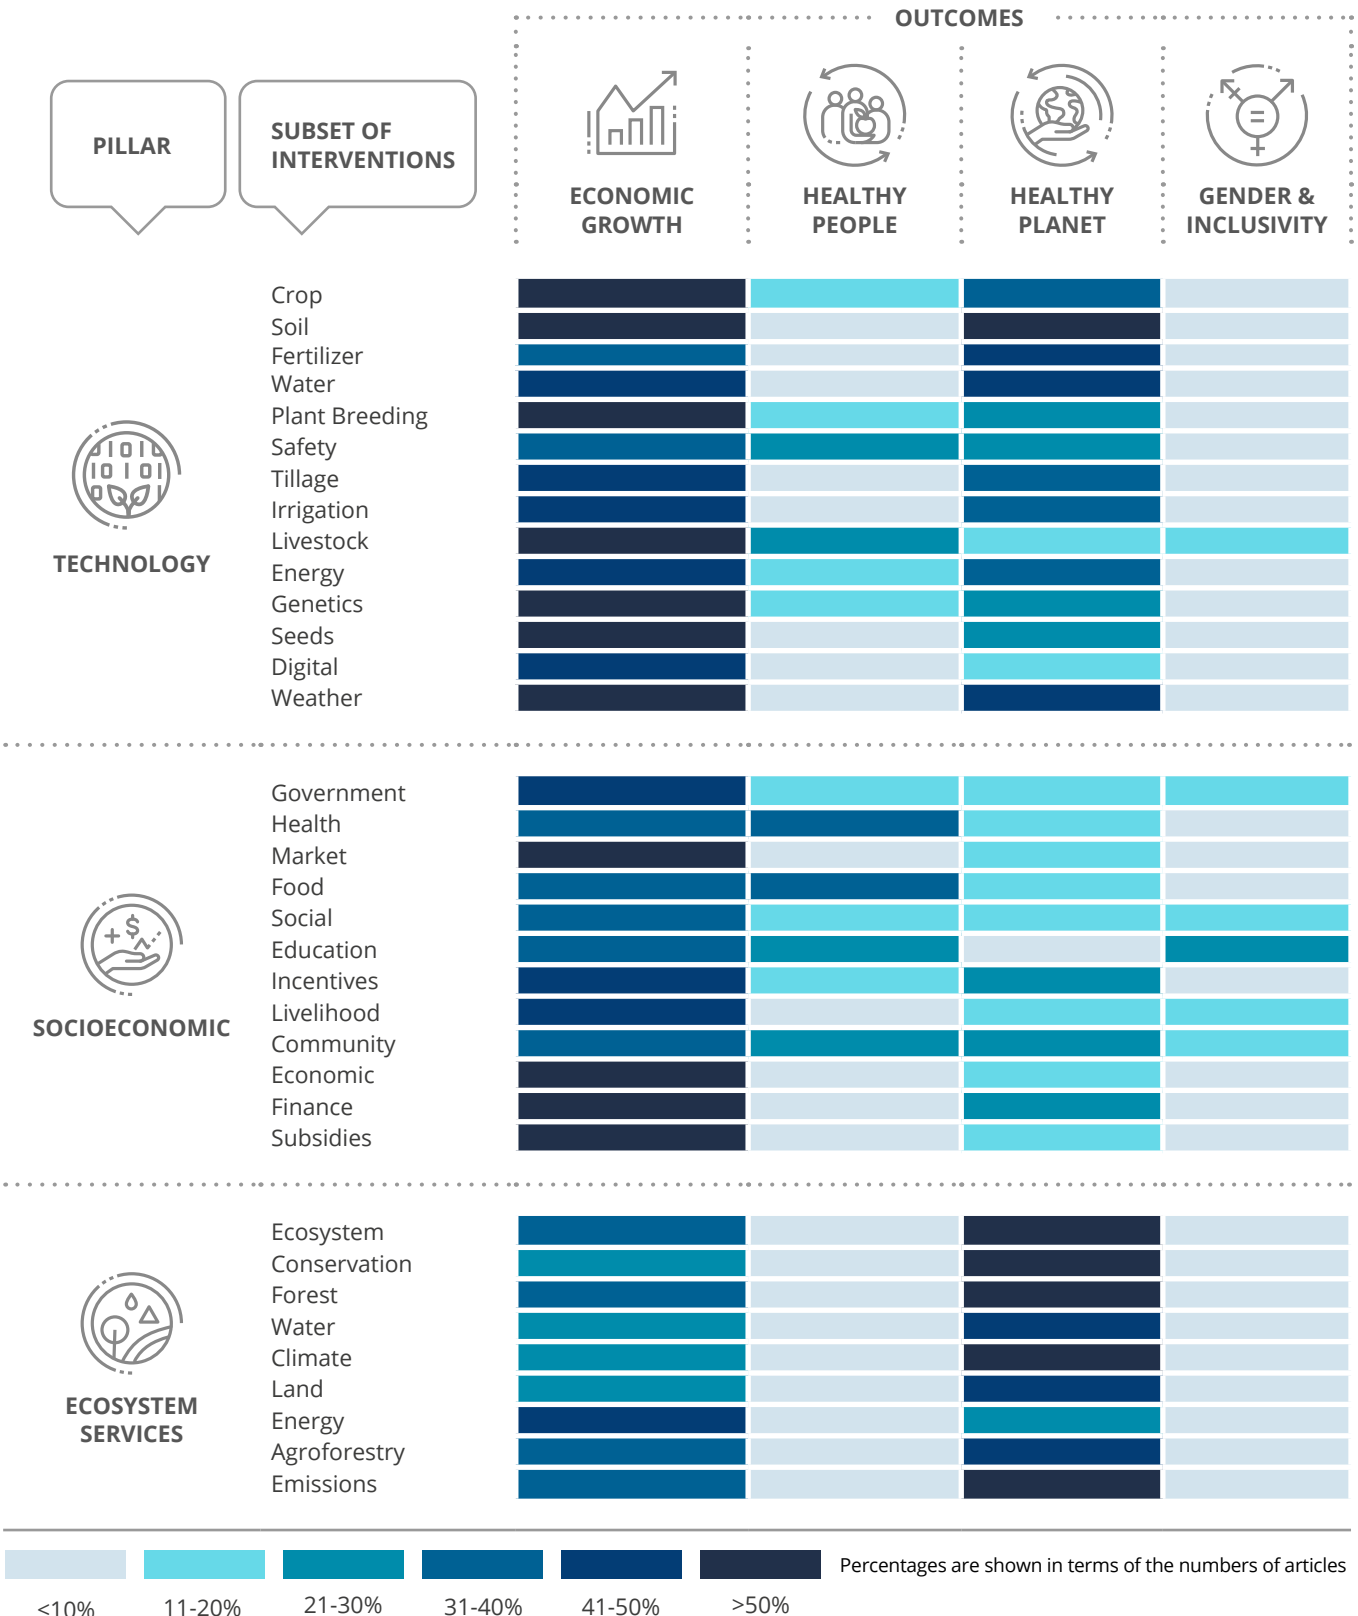 OUTCOMES
PILLAR
SUBSET OF
INTERVENTIONS
ECONOMIC
GROWTH
HEALTHY
PEOPLE
HEALTHY
PLANET
GENDER &
INCLUSIVITY
TECHNOLOGY
Crop
Soil
Fertilizer
Water
Plant Breeding
Safety
Tillage
Irrigation
Livestock
Energy
Genetics
Seeds
Digital
Weather
SOCIOECONOMIC
Government
Health
Market
Food
Social
Education
Incentives
Livelihood
Community
Economic
Finance
Subsidies
ECOSYSTEM
SERVICES
Ecosystem
Conservation
Forest
Water
Climate
Land
Energy
Agroforestry
Emissions
Percentages are shown in terms of the numbers of articles
<10%
11-20%
21-30%
31-40%
41-50%
>50%